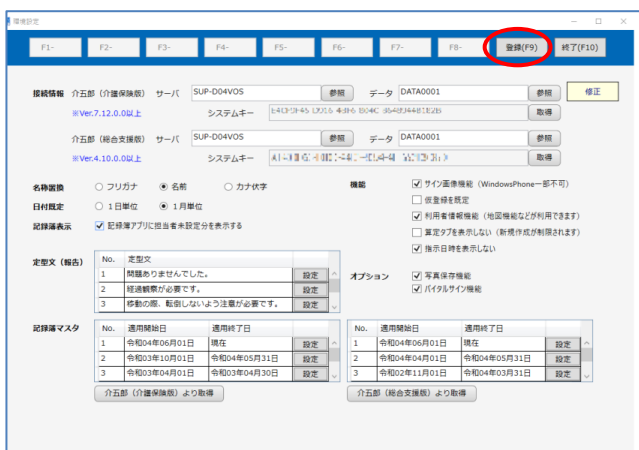 環境設定
F1-
F2-
F3-
F4-
F5-
F6-
F7-
F8-
登録(F9)
終了(F10)
接続情報 介五郎（介護保険版） サーバ SUP-D04VOS 参照 データ DATA0001 参照 修正
※Ver.7.12.0.0以上 システムキー 取得
介五郎（総合支援版） サーバ SUP-D04VOS 参照 データ DATA0001 参照
※Ver.4.10.0.0以上 システムキー 取得
名称置換 フリガナ 名前 カナ伏字
日付既定 1日単位 1月単位
記録簿表示 記録簿アプリに担当者未設定分を表示する
機能 サイン画像機能（WindowsPhone一部不可）
仮登録を既定
利用者情報機能（地図機能などが利用できます）
算定タブを表示しない（新規作成が制限されます）
指示日時を表示しない
定型文（報告）
No. 定型文
1 問題ありませんでした。 設定
2 経過観察が必要です。 設定
3 移動の際、転倒しないよう注意が必要です。 設定
オプション 写真保存機能
バイタルサイン機能
記録簿マスタ
No. 適用開始日 適用終了日
1 令和04年06月01日 現在 設定
2 令和03年10月01日 令和04年05月31日 設定
3 令和03年04月01日 令和03年04月30日 設定
介五郎（介護保険版）より取得
No. 適用開始日 適用終了日
1 令和04年06月01日 現在 設定
2 令和04年04月01日 令和04年05月31日 設定
3 令和02年11月01日 令和04年03月31日 設定
介五郎（総合支援版）より取得